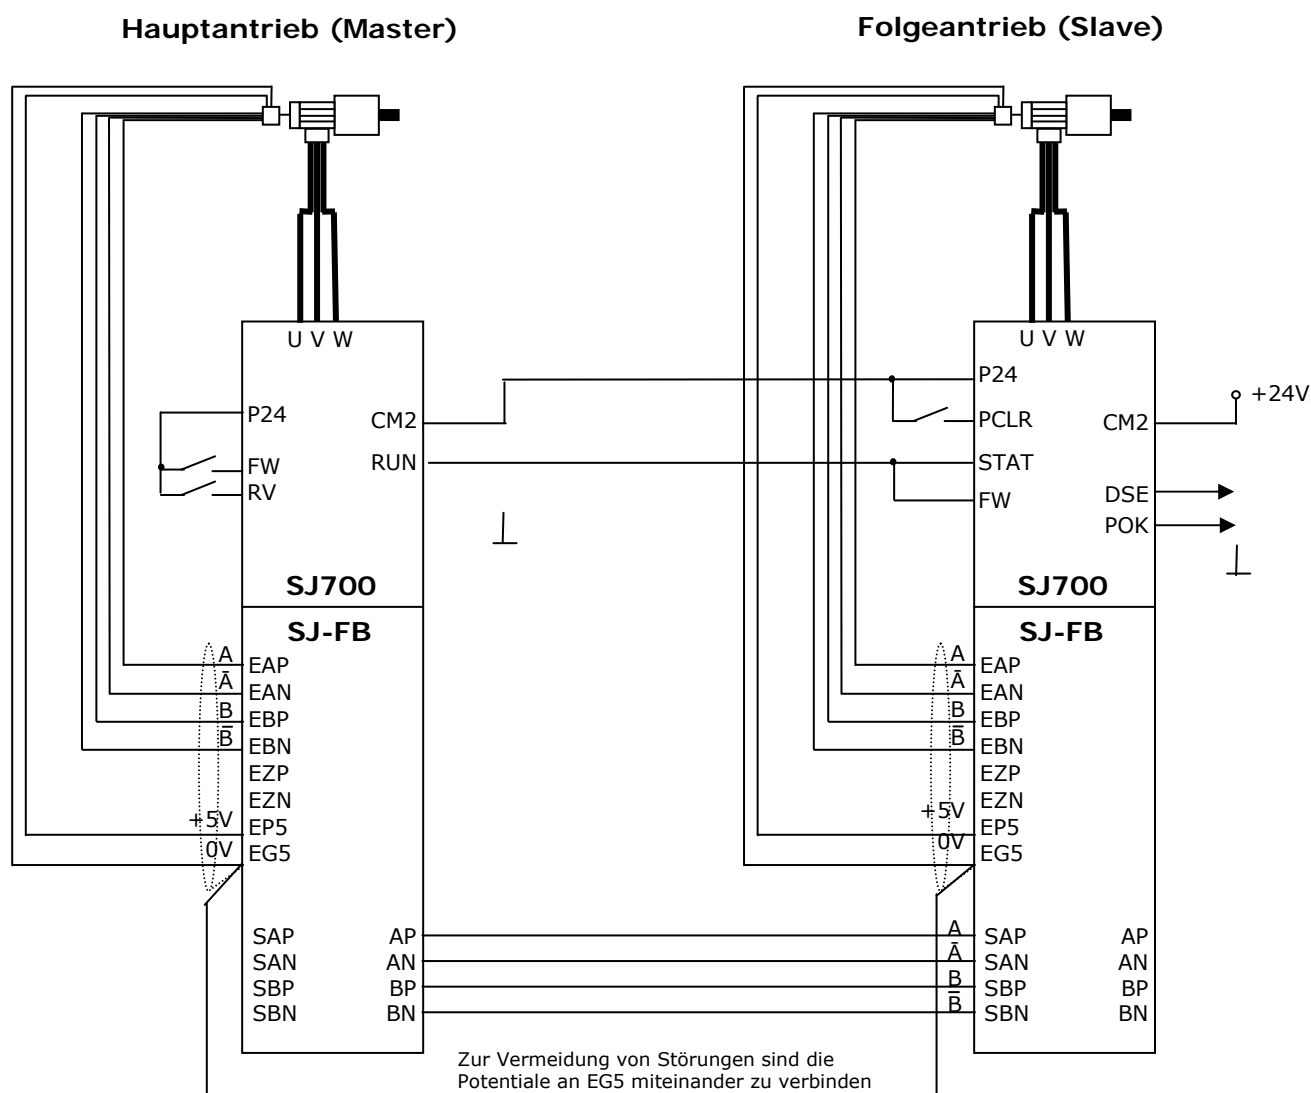 Hauptantrieb (Master)
Folgeantrieb (Slave)
U V W
P24
CM2
FW
RUN
RV
SJ700
SJ-FB
A EAP
Ā EAN
B EBP
B̄ EBN
EZP
EZN
+5V EP5
0V EG5
SAP AP
SAN AN
SBP BP
SBN BN
U V W
P24
+24V
PCLR
CM2
STAT
FW
DSE
POK
SJ700
SJ-FB
A EAP
Ā EAN
B EBP
B̄ EBN
EZP
EZN
+5V EP5
0V EG5
A SAP AP
Ā SAN AN
B SBP BP
B̄ SBN BN
Zur Vermeidung von Störungen sind die
Potentiale an EG5 miteinander zu verbinden